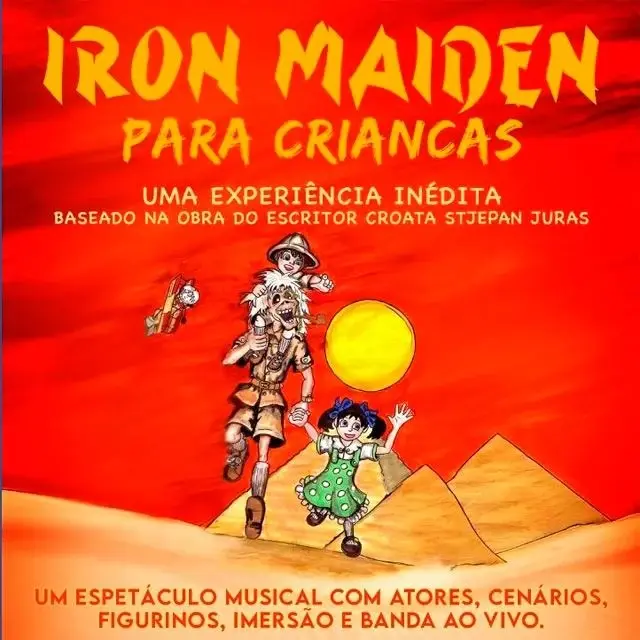 IRON MAIDEN
PARA CRIANCAS
UMA EXPERIÊNCIA INÉDITA
BASEADO NA OBRA DO ESCRITOR CROATA STJEPAN JURAS
UM ESPETÁCULO MUSICAL COM ATORES, CENÁRIOS,
FIGURINOS, IMERSÃO E BANDA AO VIVO.